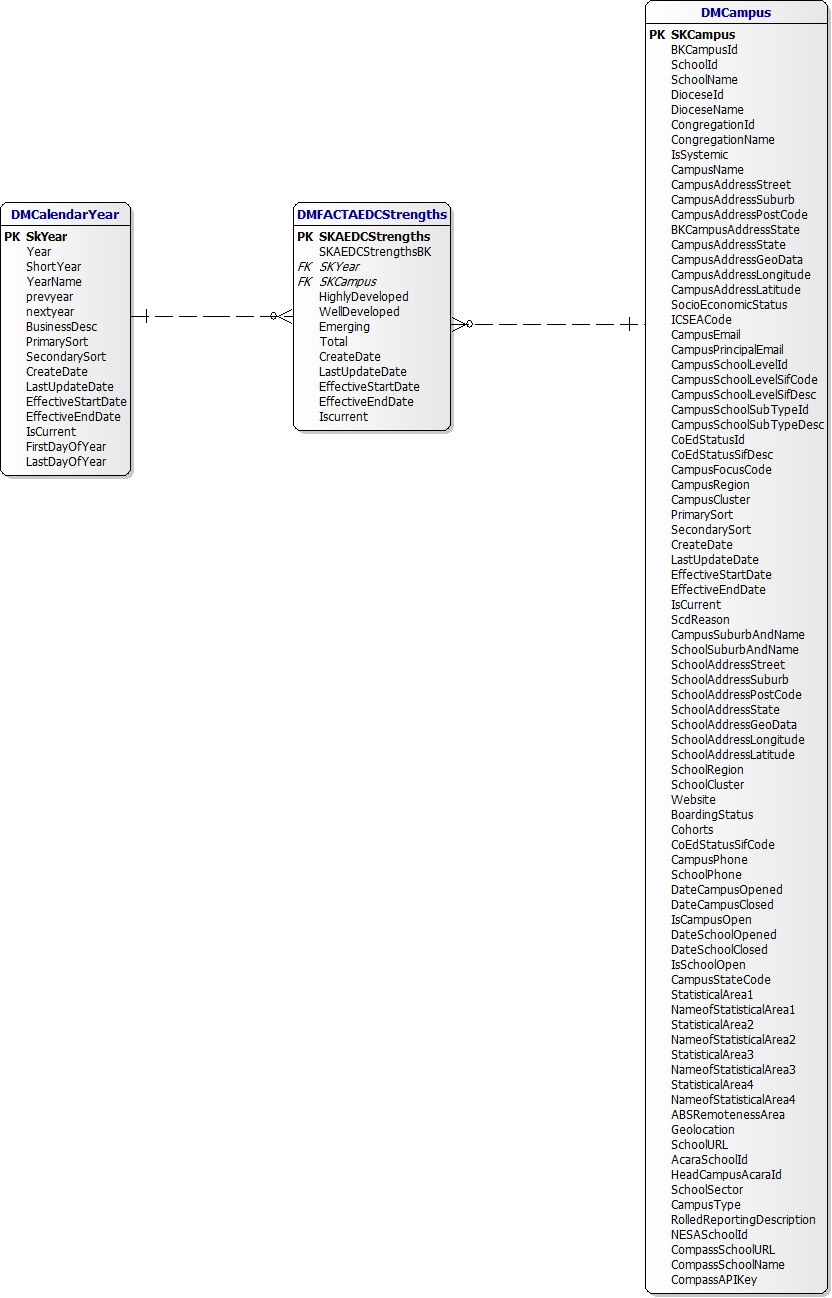 DMCalendarYear
PK SkYear
Year
ShortYear
YearName
prevyear
nextyear
BusinessDesc
PrimarySort
SecondarySort
CreateDate
LastUpdateDate
EffectiveStartDate
EffectiveEndDate
IsCurrent
FirstDayOfYear
LastDayOfYear
DMFACTAEDCStrengths
PK SKAEDCStrengths
SKAEDCStrengthsBK
FK SKYear
FK SKCampus
HighlyDeveloped
WellDeveloped
Emerging
Total
CreateDate
LastUpdateDate
EffectiveStartDate
EffectiveEndDate
Iscurrent
DMCampus
PK SKCampus
BKCampusId
SchoolId
SchoolName
DioceseId
DioceseName
CongregationId
CongregationName
IsSystemic
CampusName
CampusAddressStreet
CampusAddressSuburb
CampusAddressPostCode
BKCampusAddressState
CampusAddressState
CampusAddressGeoData
CampusAddressLongitude
CampusAddressLatitude
SocioEconomicStatus
ICSEACode
CampusEmail
CampusPrincipalEmail
CampusSchoolLevelId
CampusSchoolLevelSifCode
CampusSchoolLevelSifDesc
CampusSchoolSubTypeId
CampusSchoolSubTypeDesc
CoEdStatusId
CoEdStatusSifDesc
CampusFocusCode
CampusRegion
CampusCluster
PrimarySort
SecondarySort
CreateDate
LastUpdateDate
EffectiveStartDate
EffectiveEndDate
IsCurrent
ScdReason
CampusSuburbAndName
SchoolSuburbAndName
SchoolAddressStreet
SchoolAddressSuburb
SchoolAddressPostCode
SchoolAddressState
SchoolAddressGeoData
SchoolAddressLongitude
SchoolAddressLatitude
SchoolRegion
SchoolCluster
Website
BoardingStatus
Cohorts
CoEdStatusSifCode
CampusPhone
SchoolPhone
DateCampusOpened
DateCampusClosed
IsCampusOpen
DateSchoolOpened
DateSchoolClosed
IsSchoolOpen
CampusStateCode
StatisticalArea1
NameofStatisticalArea1
StatisticalArea2
NameofStatisticalArea2
StatisticalArea3
NameofStatisticalArea3
StatisticalArea4
NameofStatisticalArea4
ABSRemotenessArea
Geolocation
SchoolURL
AcaraSchoolId
HeadCampusAcaraId
SchoolSector
CampusType
RolledReportingDescription
NESASchoolId
CompassSchoolURL
CompassSchoolName
CompassAPIKey